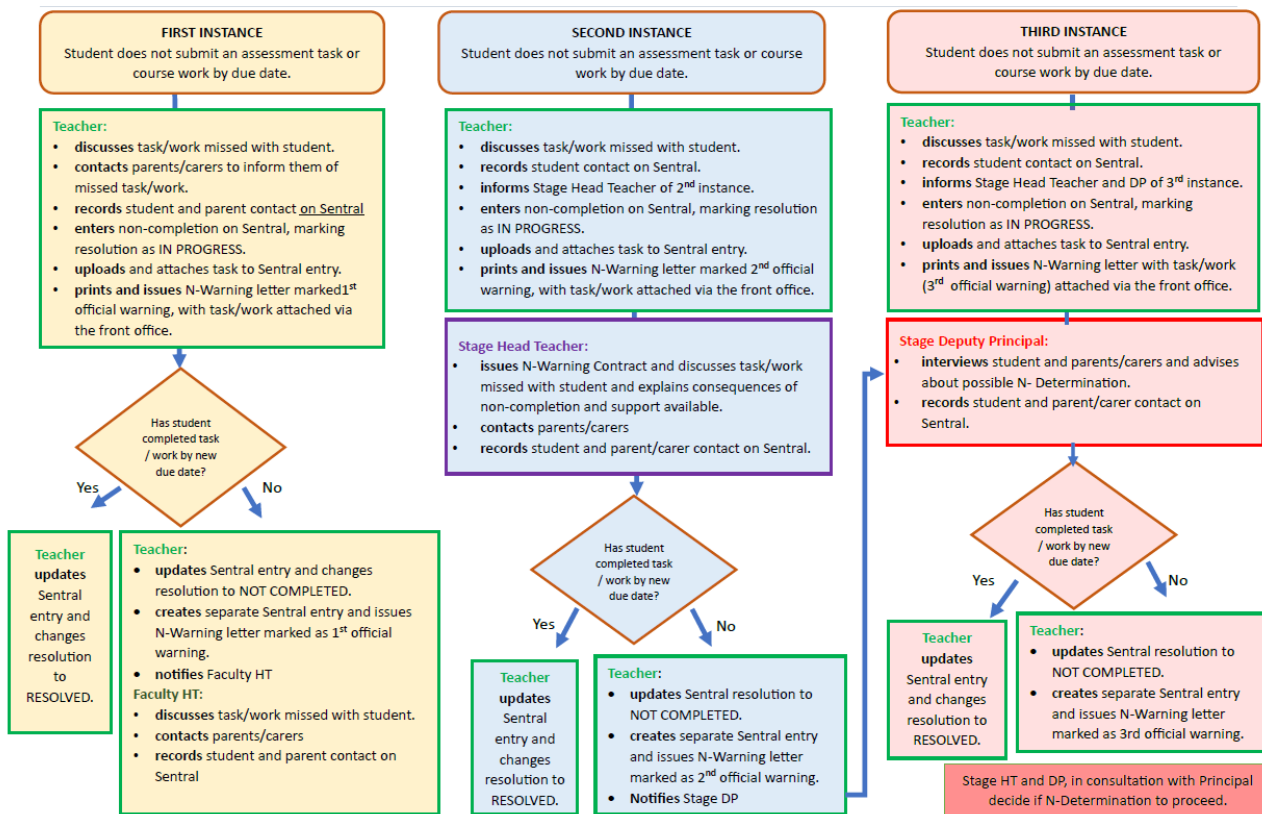 FIRST INSTANCE
Student does not submit an assessment task or
course work by due date.
Teacher:
• discusses task/work missed with student.
• contacts parents/carers to inform them of
missed task/work.
• records student and parent contact on Sentral
• enters non-completion on Sentral, marking
resolution as IN PROGRESS.
• uploads and attaches task to Sentral entry.
• prints and issues N-Warning letter marked1st
official warning, with task/work attached via
the front office.
Has student
completed task
/ work by new
due date?
Yes
No
Teacher
updates
Sentral
entry and
changes
resolution
to
RESOLVED.
Teacher:
• updates Sentral entry and changes
resolution to NOT COMPLETED.
• creates separate Sentral entry and issues
N-Warning letter marked as 1st official
warning.
• notifies Faculty HT
Faculty HT:
• discusses task/work missed with student.
• contacts parents/carers
• records student and parent contact on
Sentral
SECOND INSTANCE
Student does not submit an assessment task or course
work by due date.
Teacher:
• discusses task/work missed with student.
• records student contact on Sentral.
• informs Stage Head Teacher of 2nd instance.
• enters non-completion on Sentral, marking resolution
as IN PROGRESS.
• uploads and attaches task to Sentral entry.
• prints and issues N-Warning letter marked 2nd official
warning, with task/work attached via the front office.
Stage Head Teacher:
• issues N-Warning Contract and discusses task/work
missed with student and explains consequences of
non-completion and support available.
• contacts parents/carers
• records student and parent/carer contact on Sentral.
Has student
completed task
/ work by new
due date?
Yes
No
Teacher
updates
Sentral
entry and
changes
resolution to
RESOLVED.
Teacher:
• updates Sentral resolution to
NOT COMPLETED.
• creates separate Sentral entry
and issues N-Warning letter
marked as 2nd official warning.
• Notifies Stage DP
THIRD INSTANCE
Student does not submit an assessment task or
course work by due date.
Teacher:
• discusses task/work missed with student.
• records student contact on Sentral.
• informs Stage Head Teacher and DP of 3rd instance.
• enters non-completion on Sentral, marking
resolution as IN PROGRESS.
• uploads and attaches task to Sentral entry.
• prints and issues N-Warning letter with task/work
(3rd official warning) attached via the front office.
Stage Deputy Principal:
• interviews student and parents/carers and advises
about possible N- Determination.
• records student and parent/carer contact on
Sentral.
Has student
completed task
/ work by new
due date?
Yes
No
Teacher
updates
Sentral entry
and changes
resolution to
RESOLVED.
Teacher:
• updates Sentral resolution to
NOT COMPLETED.
• creates separate Sentral entry
and issues N-Warning letter
marked as 3rd official warning.
Stage HT and DP, in consultation with Principal
decide if N-Determination to proceed.